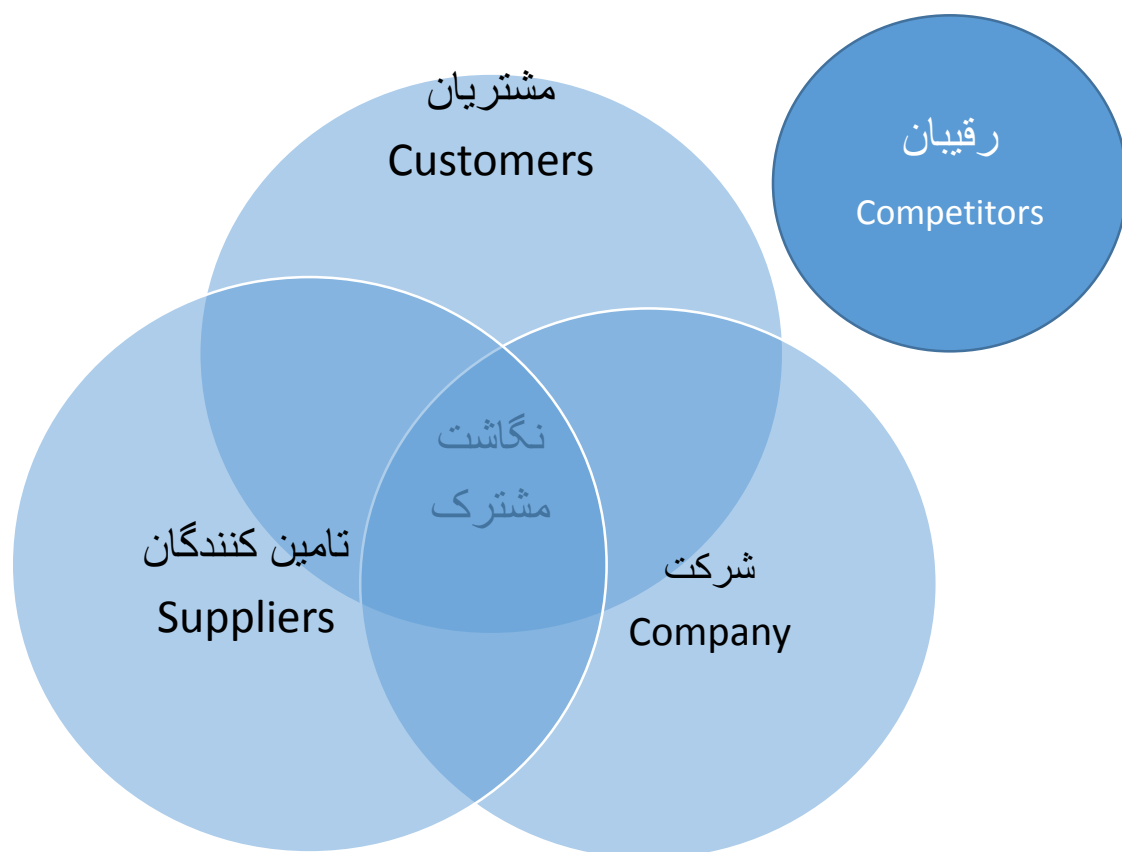 مشتریان
Customers
رقیبان
Competitors
نگاشت
مشترک
تامین کنندگان
Suppliers
شرکت
Company